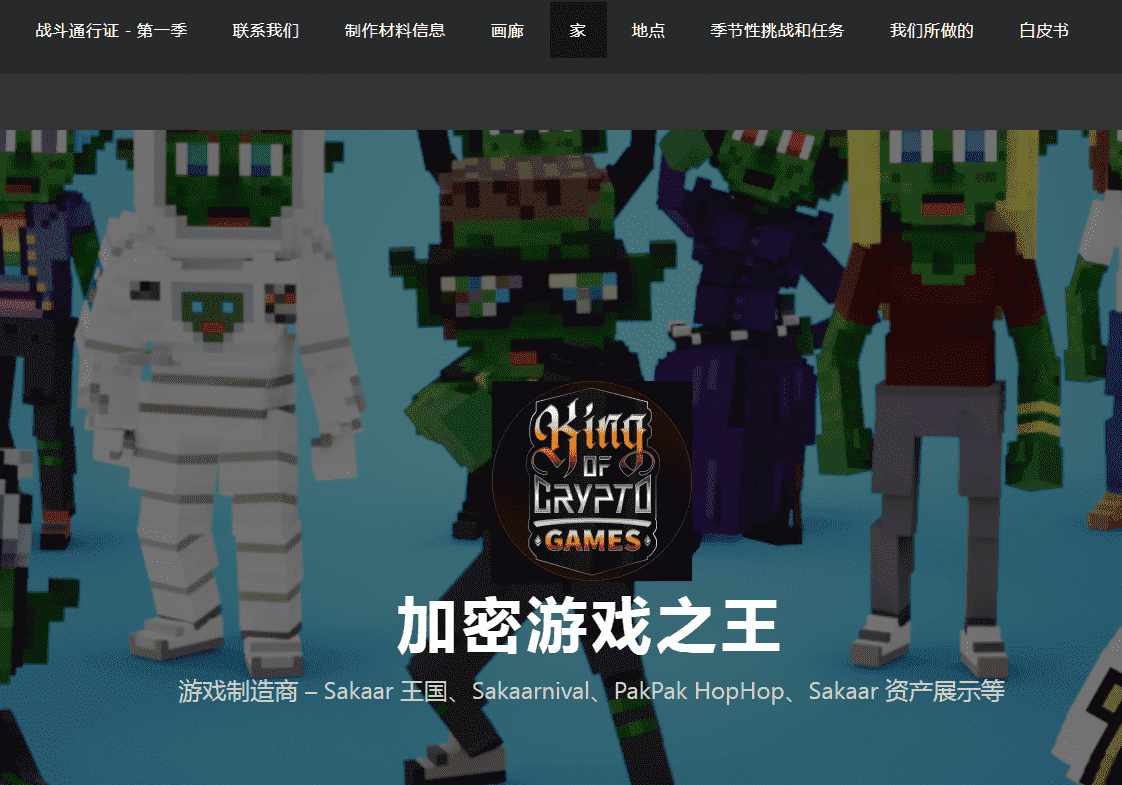 战斗通行证 - 第一季 联系我们 制作材料信息 画廊 家 地点 季节性挑战和任务 我们所做的 白皮书
King
OF
CRYPTO
GAMES
加密游戏之王
游戏制造商 – Sakaar 王国、Sakaarnival、PakPak HopHop、Sakaar 资产展示等